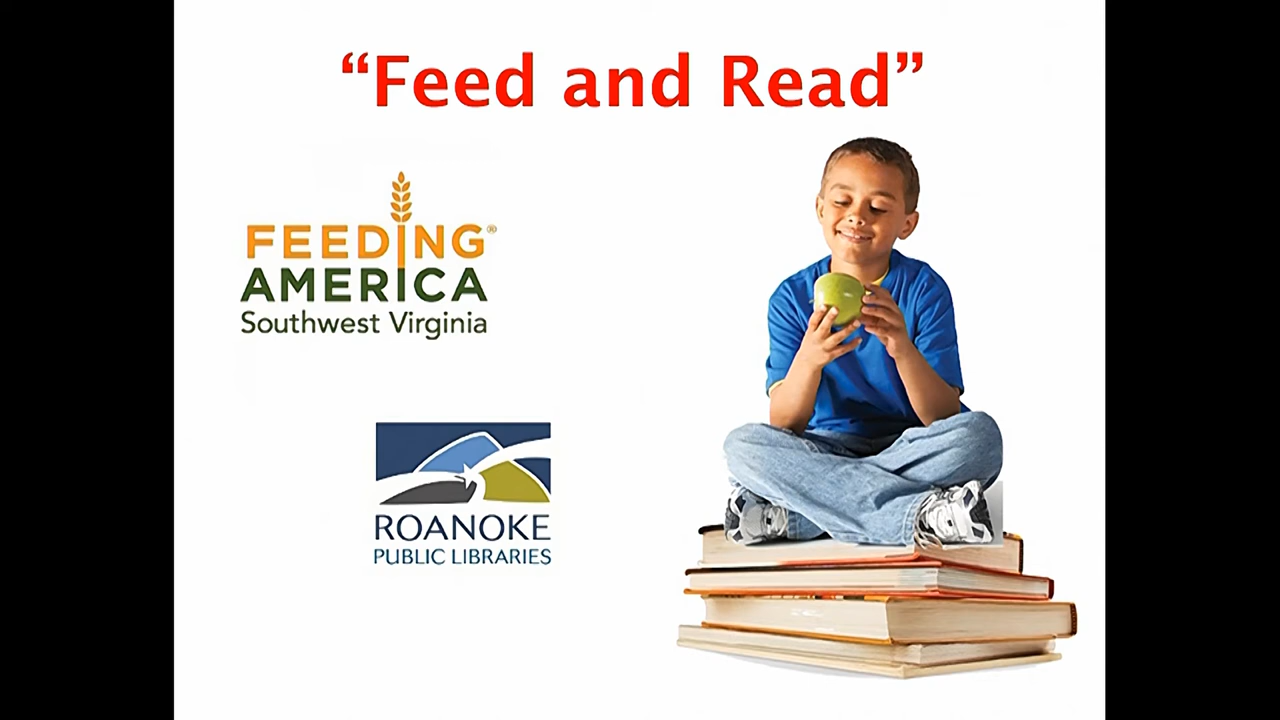 “Feed and Read”
FEEDING®
AMERICA
Southwest Virginia
ROANOKE
PUBLIC LIBRARIES